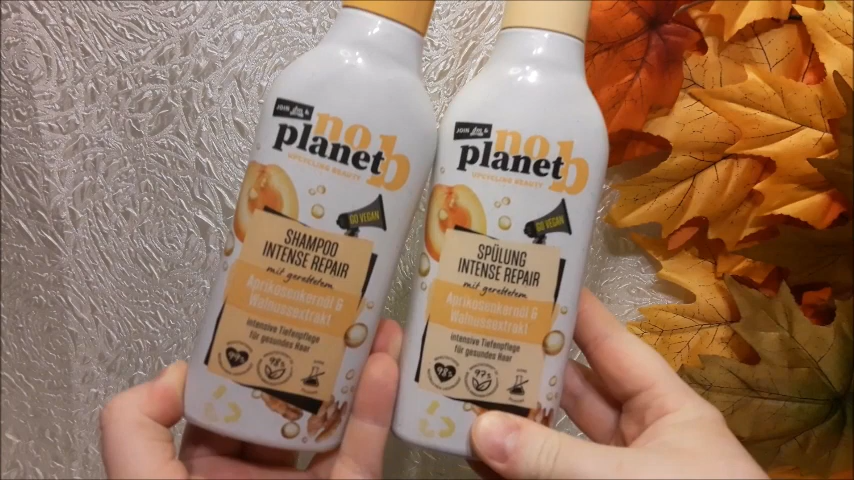 JOIN &
no
planet b
UPCYCLING BEAUTY
GO VEGAN
SHAMPOO
INTENSE REPAIR
mit gerettetem
Aprikosenkernöl &
Walnussextrakt
intensive Tiefenpflege
für gesundes Haar
JOIN &
no
planet b
UPCYCLING BEAUTY
GO VEGAN
SPÜLUNG
INTENSE REPAIR
mit gerettetem
Aprikosenkernöl &
Walnussextrakt
intensive Tiefenpflege
für gesundes Haar
97%